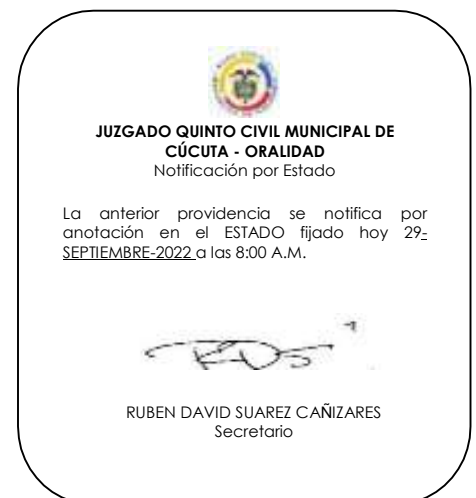 JUZGADO QUINTO CIVIL MUNICIPAL DE
CÚCUTA - ORALIDAD
Notificación por Estado
La anterior providencia se notifica por
anotación en el ESTADO fijado hoy 29-
SEPTIEMBRE-2022 a las 8:00 A.M.
RUBEN DAVID SUAREZ CAÑIZARES
Secretario